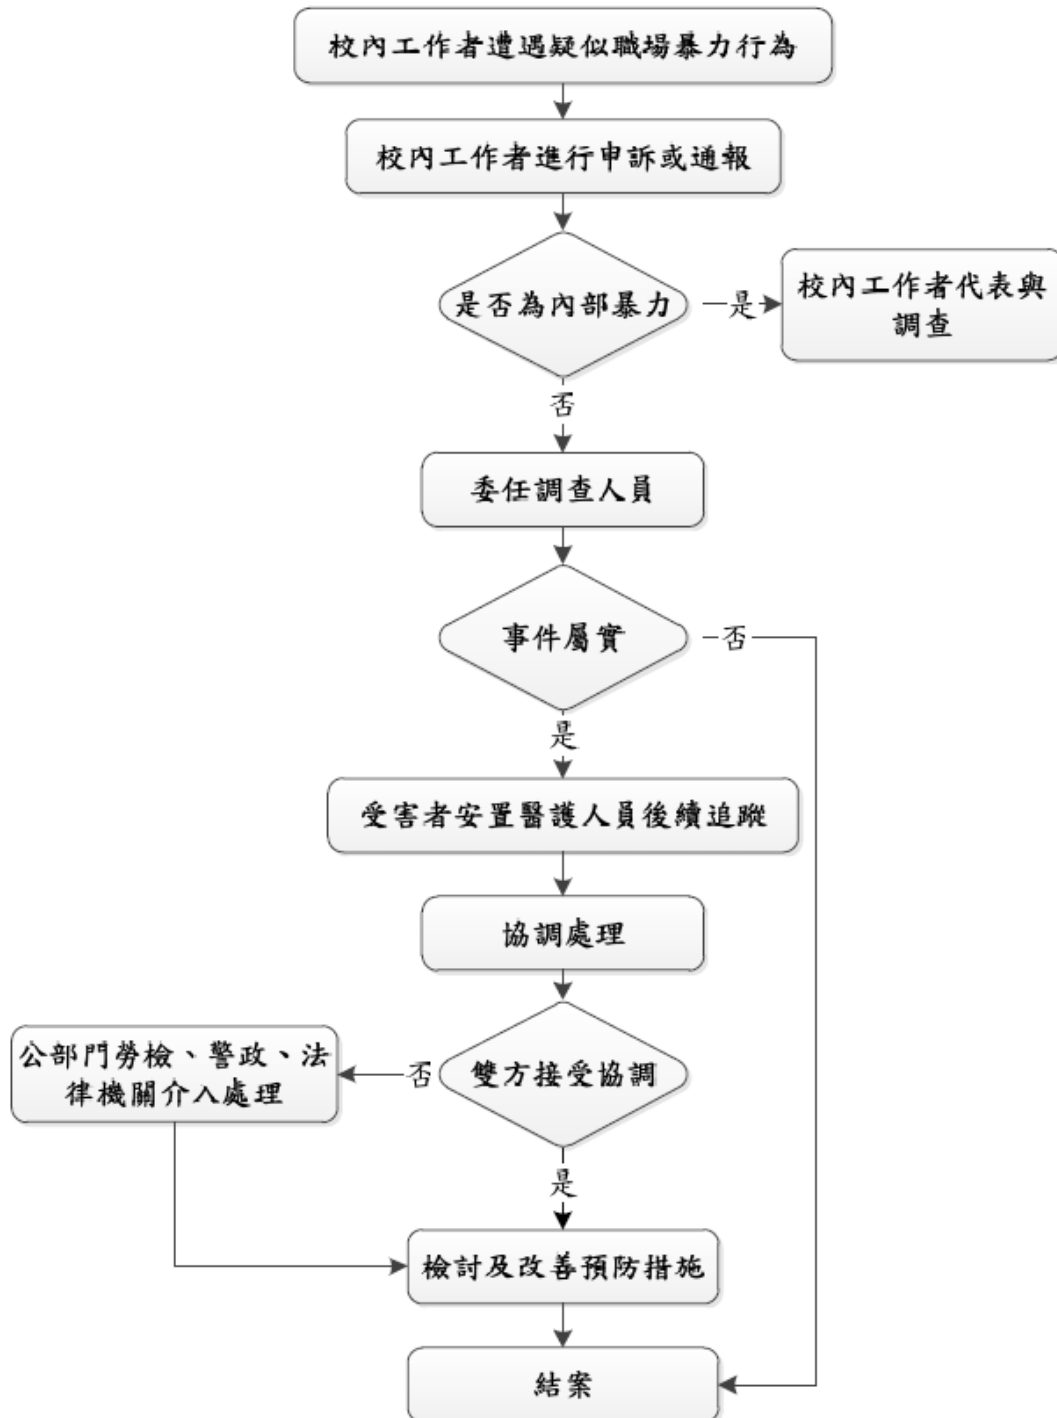 校內工作者遭遇疑似職場暴力行為
校內工作者進行申訴或通報
是否為內部暴力
是
校內工作者代表與
調查
否
委任調查人員
事件屬實
否
是
受害者安置醫護人員後續追蹤
協調處理
雙方接受協調
否
公部門勞檢、警政、法
律機關介入處理
是
檢討及改善預防措施
結案